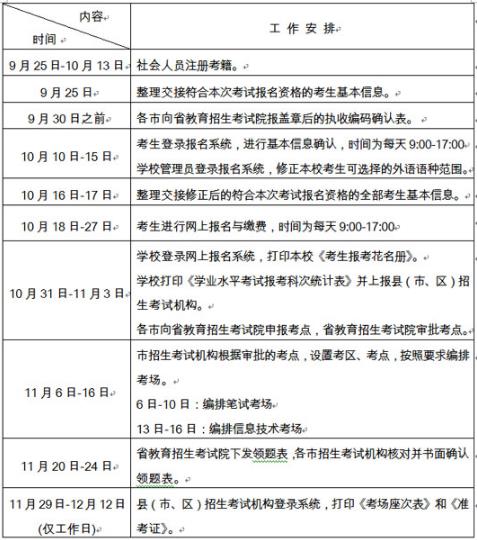 内容
时间
工 作 安 排
9 月 25 日-10 月 13 日
社会人员注册考籍。
9 月 25 日
整理交接符合本次考试报名资格的考生基本信息。
9 月 30 日之前
各市向省教育招生考试院报盖章后的执收编码确认表。
10 月 10 日-15 日
考生登录报名系统，进行基本信息确认，时间为每天 9:00-17:00
学校管理员登录报名系统，修正本校考生可选择的外语语种范围。
10 月 16 日-17 日
整理交接修正后的符合本次考试报名资格的全部考生基本信息。
10 月 18 日-27 日
考生进行网上报名与缴费，时间为每天 9:00-17:00
10 月 31 日-11 月 3 日
学校登录网上报名系统，打印本校《考生报考花名册》。
学校打印《学业水平考试报考科次统计表》并上报县（市、区）招
生考试机构。
各市向省教育招生考试院申报考点，省教育招生考试院审批考点。
11 月 6 日-16 日
市招生考试机构根据审批的考点，设置考区、考点，按照要求编排
考场。
6 日-10 日：编排笔试考场
13 日-16 日：编排信息技术考场
11 月 20 日-24 日
省教育招生考试院下发领题表，各市招生考试机构核对并书面确认
领题表。
11 月 29 日-12 月 12 日
(仅工作日)
县（市、区）招生考试机构登录系统，打印《考场座次表》和《准
考证》。